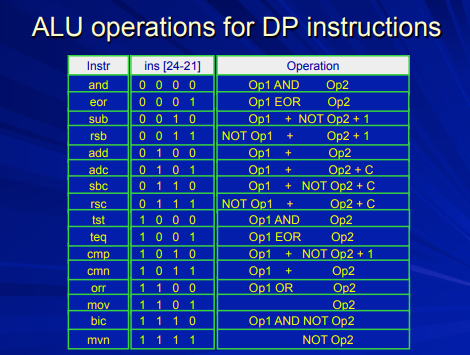 ALU operations for DP instructions
Instr ins [24-21] Operation
and 0 0 0 0 Op1 AND Op2
eor 0 0 0 1 Op1 EOR Op2
sub 0 0 1 0 Op1 + NOT Op2 + 1
rsb 0 0 1 1 NOT Op1 + Op2 + 1
add 0 1 0 0 Op1 + Op2
adc 0 1 0 1 Op1 + Op2 + C
sbc 0 1 1 0 Op1 + NOT Op2 + C
rsc 0 1 1 1 NOT Op1 + Op2 + C
tst 1 0 0 0 Op1 AND Op2
teq 1 0 0 1 Op1 EOR Op2
cmp 1 0 1 0 Op1 + NOT Op2 + 1
cmn 1 0 1 1 Op1 + Op2
orr 1 1 0 0 Op1 OR Op2
mov 1 1 0 1 Op2
bic 1 1 1 0 Op1 AND NOT Op2
mvn 1 1 1 1 NOT Op2